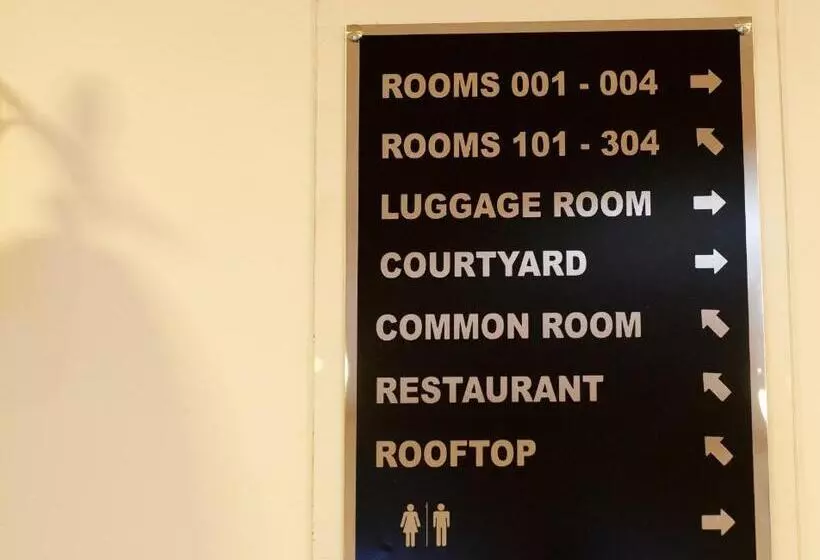 ROOMS 001 - 004
ROOMS 101 - 304
LUGGAGE ROOM
COURTYARD
COMMON ROOM
RESTAURANT
ROOFTOP